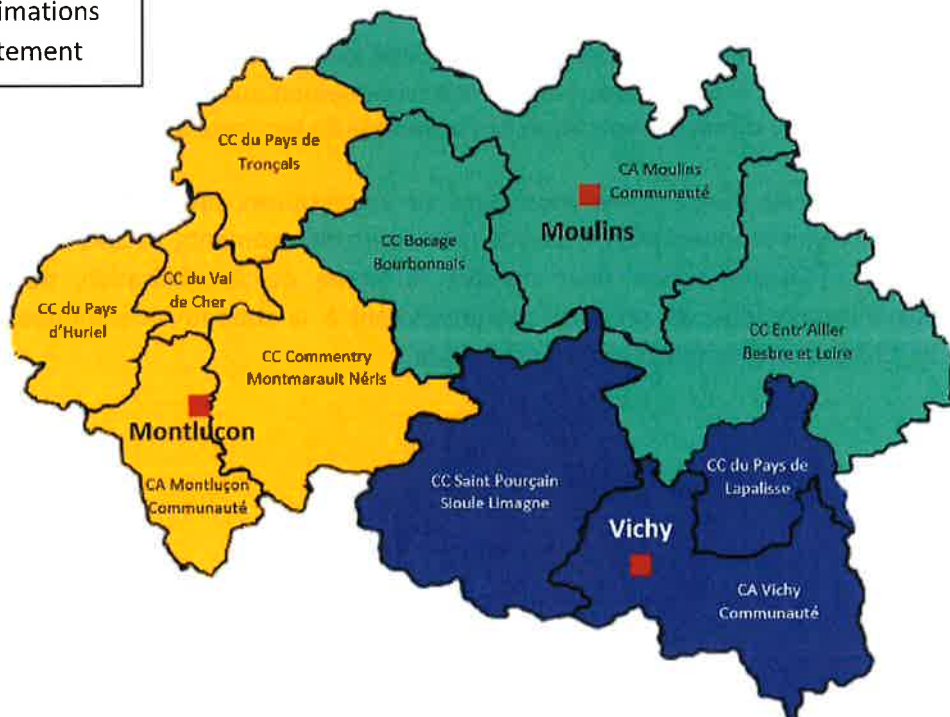 imations
tement
CC du Pays de
Tronçais
CA Moulins
Communauté
Moulins
CC Bocage
Bourbonnais
CC du Val
de Cher
CC du Pays
d'Huriel
CC Commentry
Montmarault Néris
CC Entr'Allier
Besbre et Loire
Montluçon
CA Montluçon
Communauté
CC Saint Pourçain
Sioule Limagne
CC du Pays de
Lapalisse
Vichy
CA Vichy
Communauté